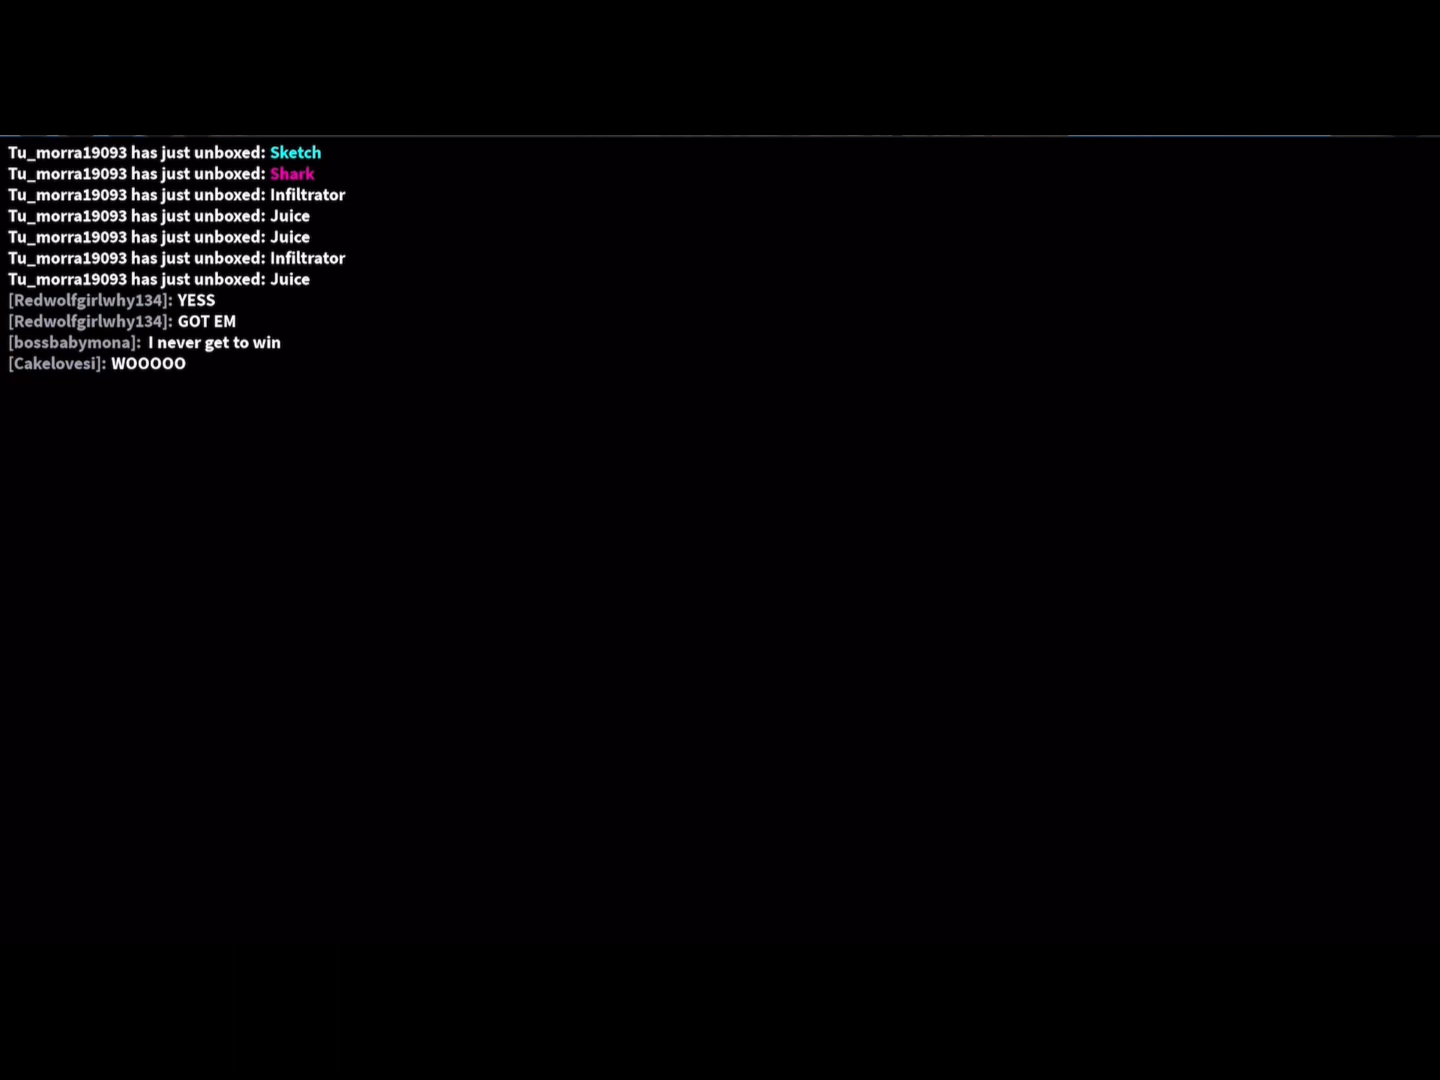 Tu_morra19093 has just unboxed: Sketch
Tu_morra19093 has just unboxed: Shark
Tu_morra19093 has just unboxed: Infiltrator
Tu_morra19093 has just unboxed: Juice
Tu_morra19093 has just unboxed: Juice
Tu_morra19093 has just unboxed: Infiltrator
Tu_morra19093 has just unboxed: Juice
[Redwolfgirlwhy134]: YESS
[Redwolfgirlwhy134]: GOT EM
[bossbabymona]: I never get to win
[Cakelovesi]: WOOOOO